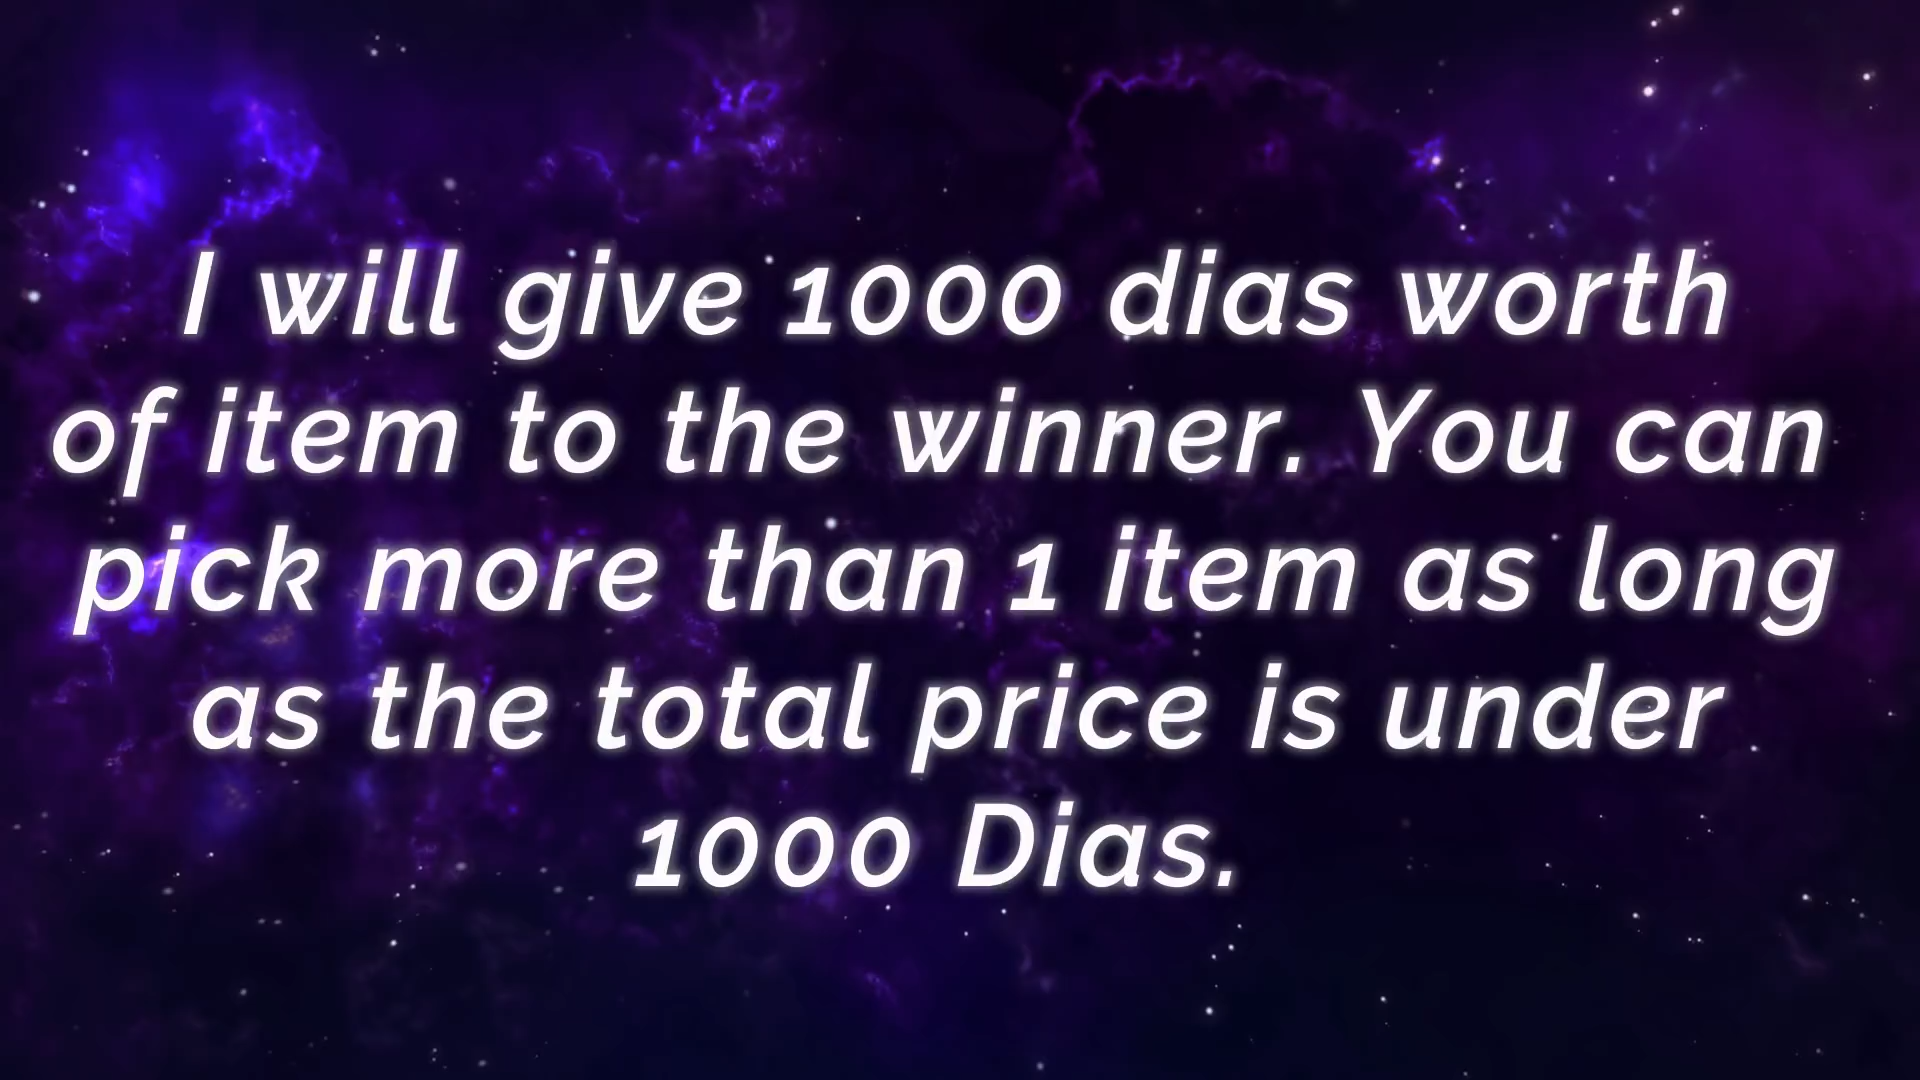 I will give 1000 dias worth
of item to the winner. You can
pick more than 1 item as long
as the total price is under
1000 Dias.